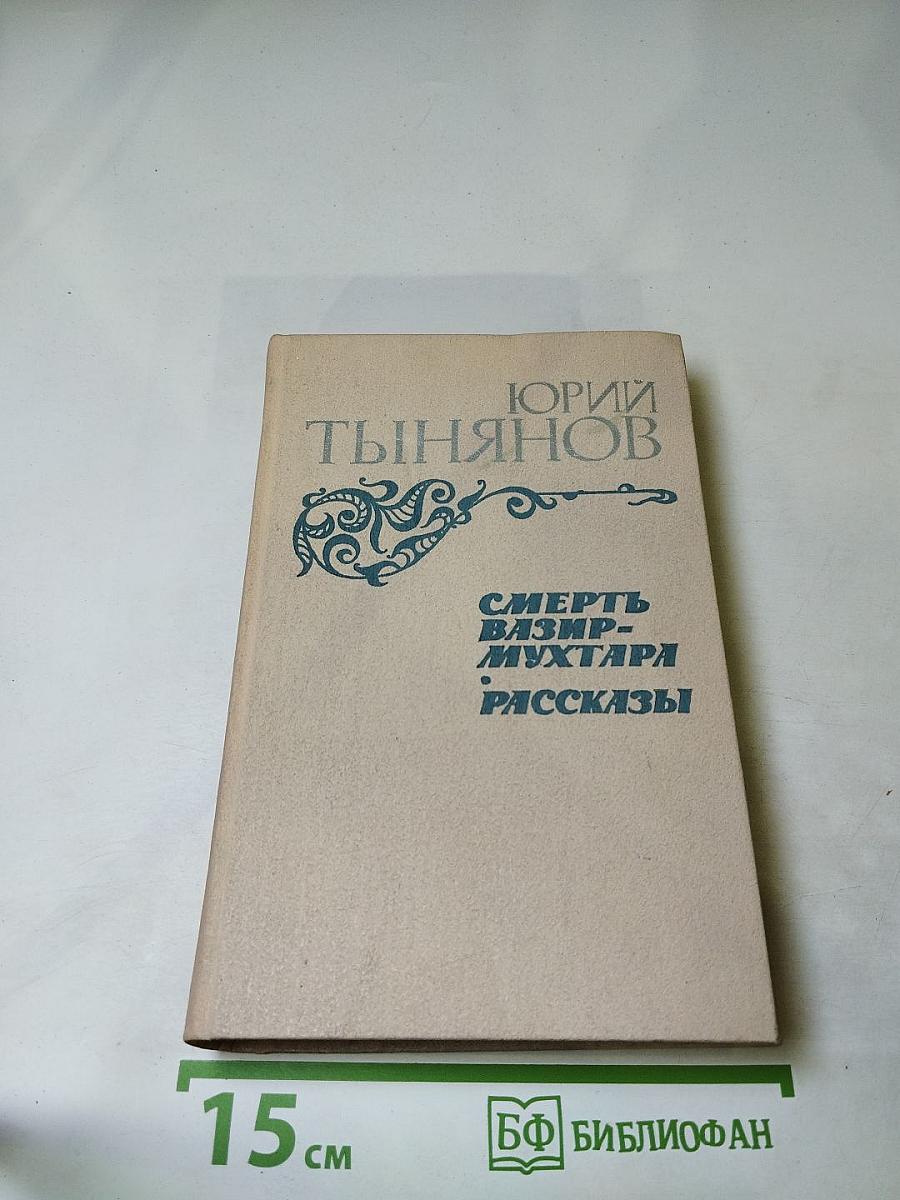 ЮРИЙ
ТЫНЯНОВ
СМЕРТЬ
ВАЗИР-
МУХТАРА
•
РАССКАЗЫ
15 см
БФ БИБЛИОФАН